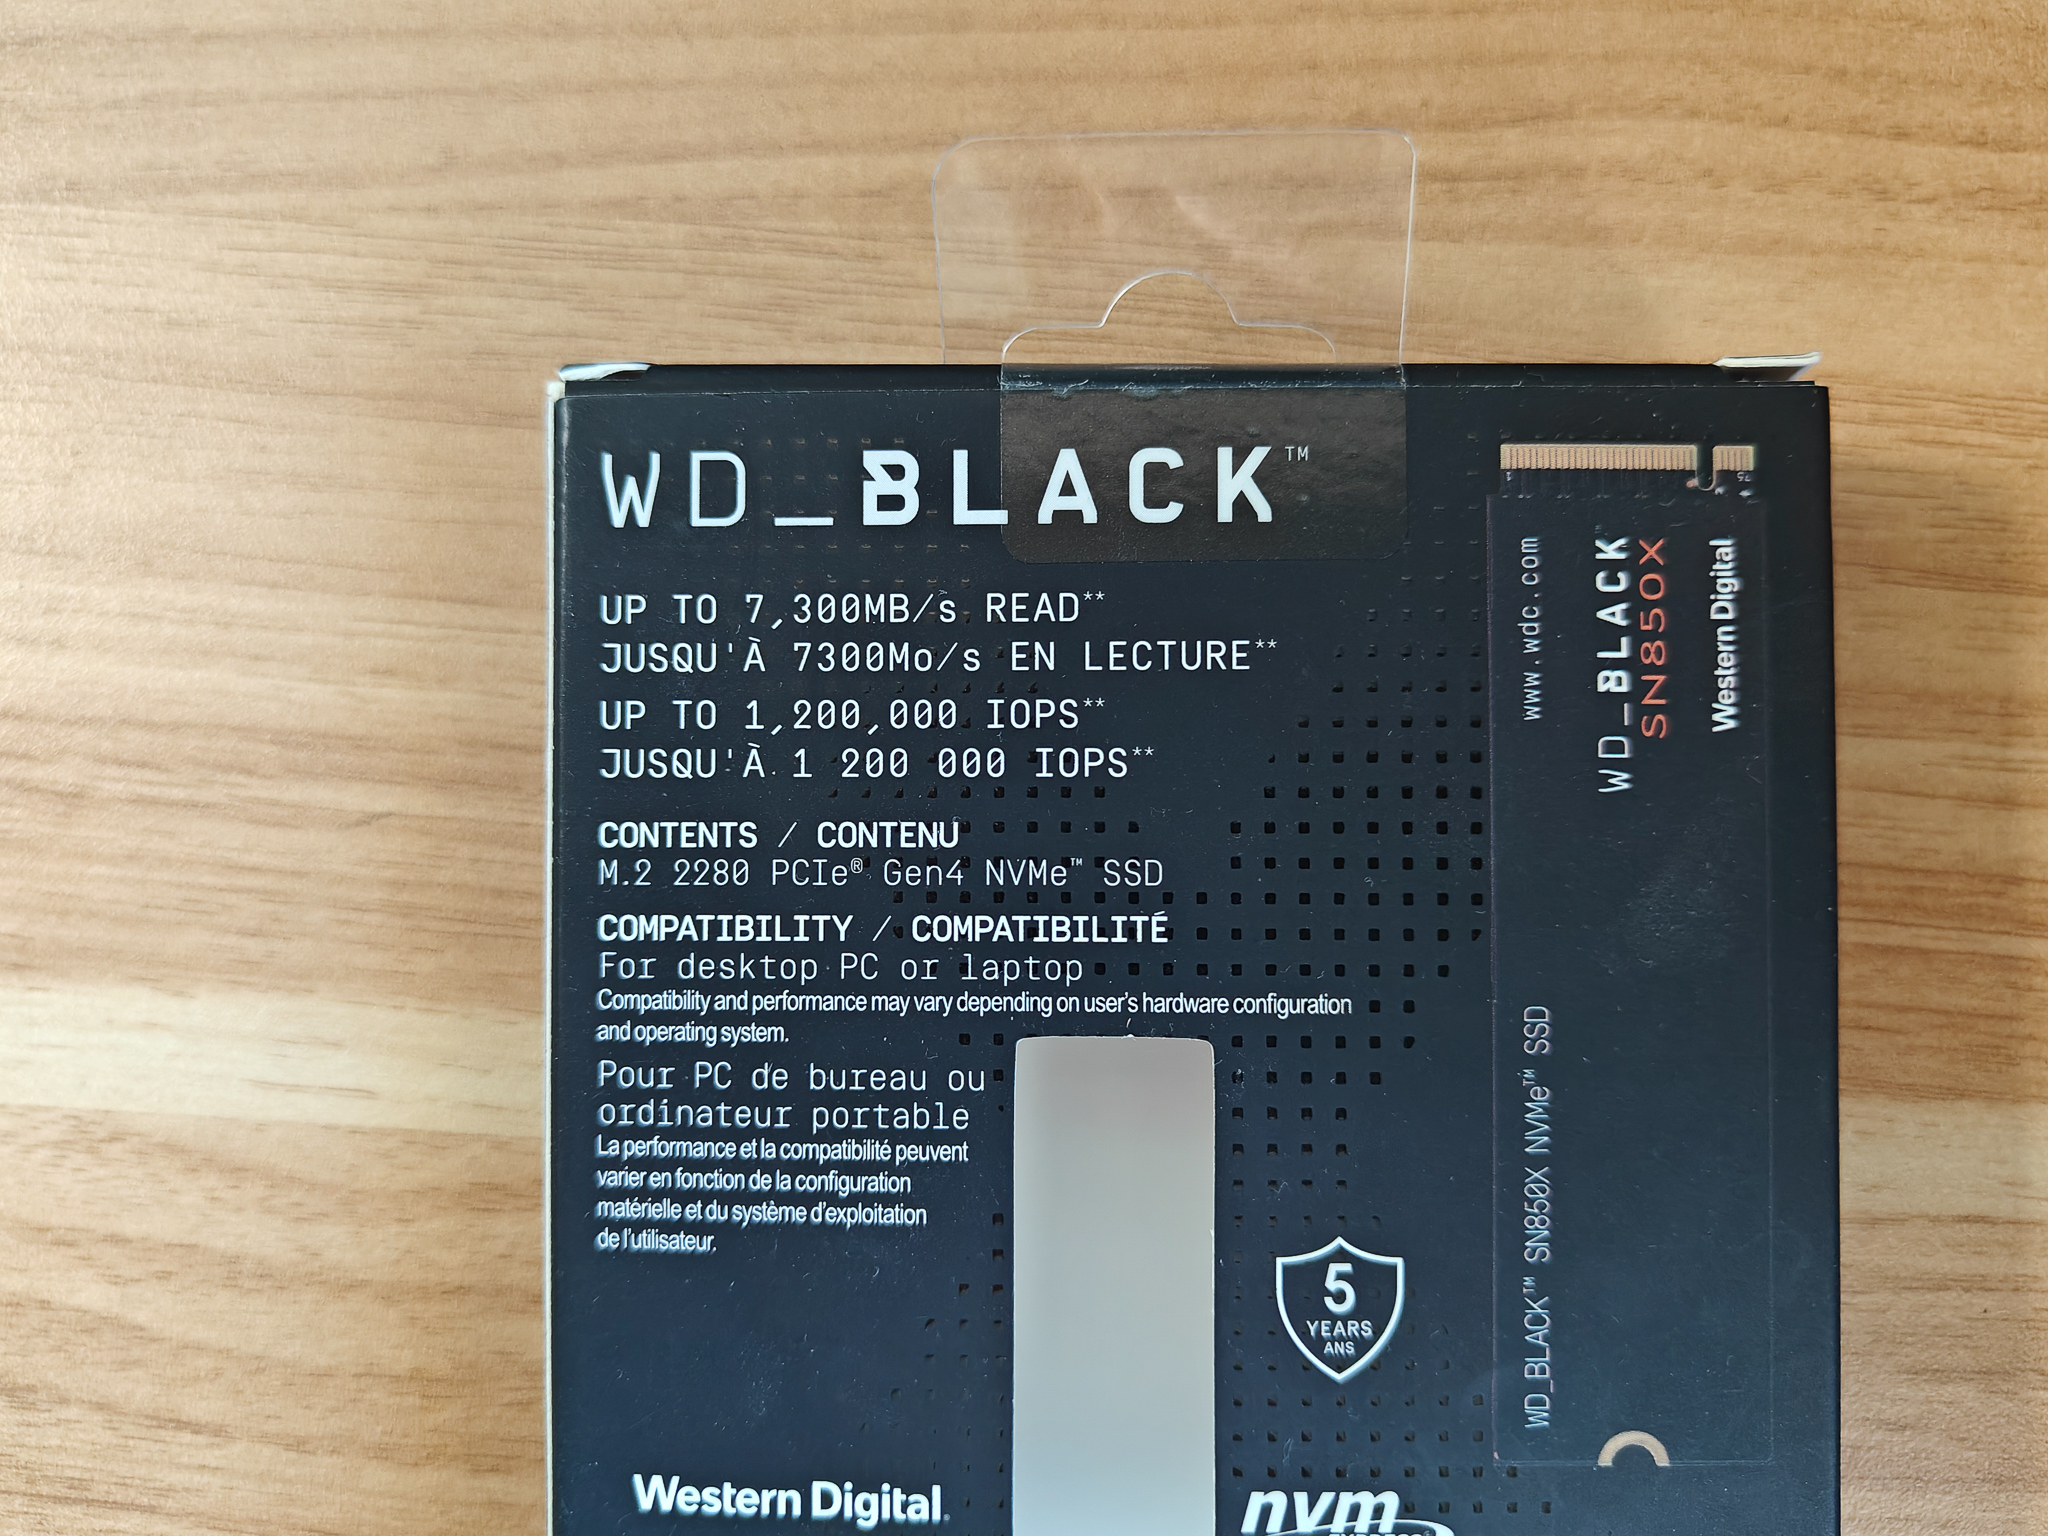 WD_BLACK™
UP TO 7,300MB/s READ**
JUSQU'À 7300Mo/s EN LECTURE**
UP TO 1,200,000 IOPS**
JUSQU'À 1 200 000 IOPS**
CONTENTS / CONTENU
M.2 2280 PCIe® Gen4 NVMe™ SSD
COMPATIBILITY / COMPATIBILITÉ
For desktop PC or laptop
Compatibility and performance may vary depending on user's hardware configuration
and operating system.
Pour PC de bureau ou
ordinateur portable
La performance et la compatibilité peuvent
varier en fonction de la configuration
matérielle et du système d'exploitation
de l'utilisateur.
5
YEARS
ANS
Western Digital.
nvm
EXPRESS
1
75
www.wdc.com
WD_BLACK
SN850X
Western Digital
WD_BLACK™ SN850X NVMe™ SSD